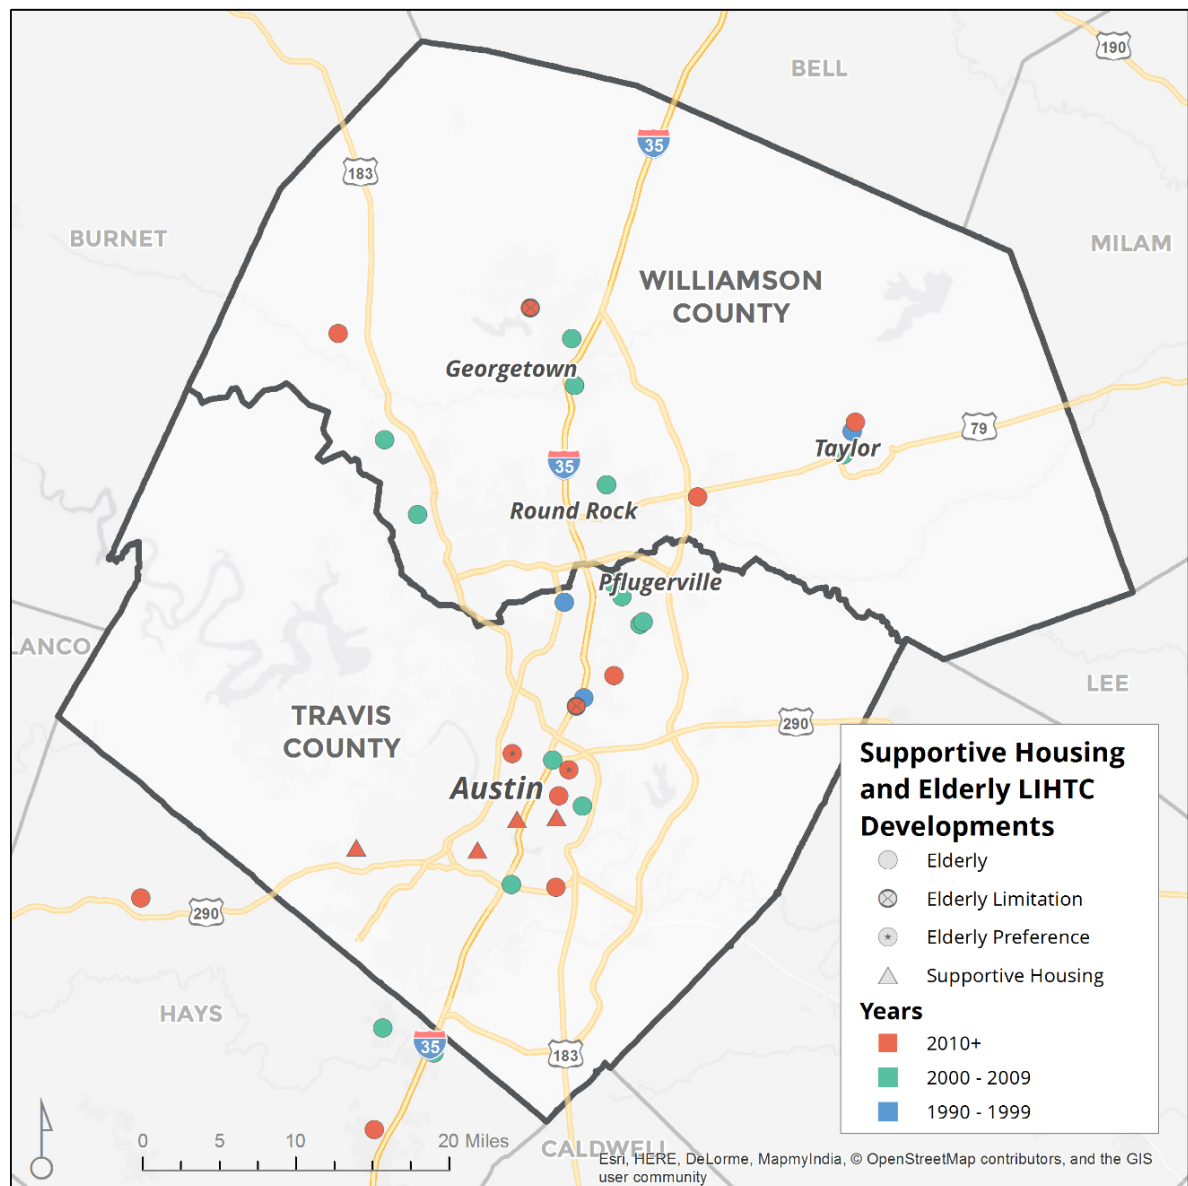 BELL
190
35
183
BURNET
MILAM
WILLIAMSON
COUNTY
Georgetown
79
Taylor
35
Round Rock
Pflugerville
LANCO
LEE
TRAVIS
COUNTY
290
Austin
290
HAYS
35
183
CALDWELL
Supportive Housing
and Elderly LIHTC
Developments
Elderly
Elderly Limitation
Elderly Preference
Supportive Housing
Years
2010+
2000 - 2009
1990 - 1999
0 5 10 20 Miles
Esri, HERE, DeLorme, MapmyIndia, © OpenStreetMap contributors, and the GIS
user community